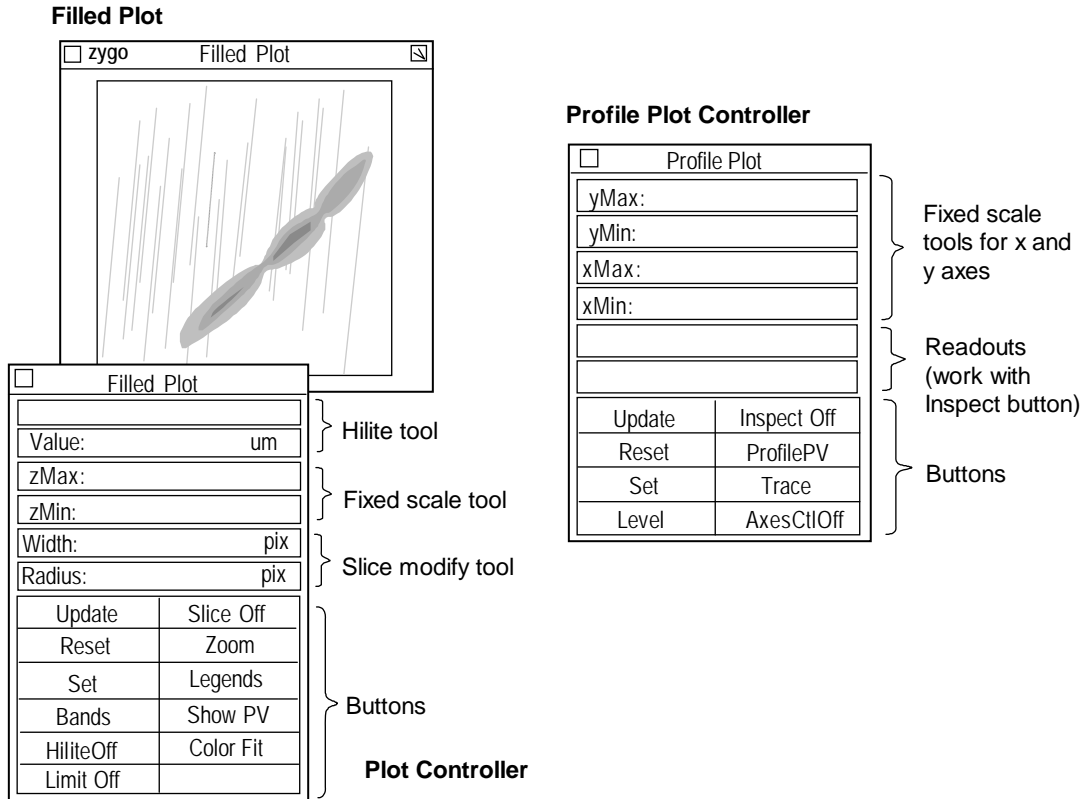 Filled Plot
zygo Filled Plot
Filled Plot
Value: um
Hilite tool
zMax:
zMin:
Fixed scale tool
Width: pix
Radius: pix
Slice modify tool
Update Slice Off
Reset Zoom
Set Legends
Bands Show PV
HiliteOff Color Fit
Limit Off
Buttons
Plot Controller
Profile Plot Controller
Profile Plot
yMax:
yMin:
xMax:
xMin:
Fixed scale
tools for x and
y axes
Readouts
(work with
Inspect button)
Update Inspect Off
Reset ProfilePV
Set Trace
Level AxesCtlOff
Buttons